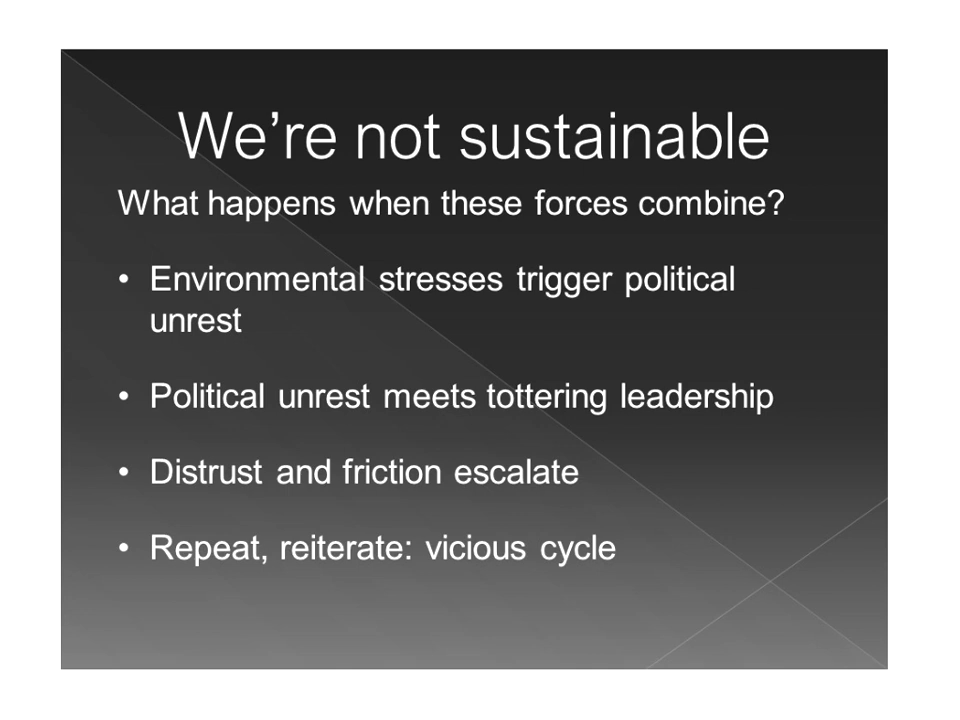 We’re not sustainable
What happens when these forces combine?
• Environmental stresses trigger political
unrest
• Political unrest meets tottering leadership
• Distrust and friction escalate
• Repeat, reiterate: vicious cycle